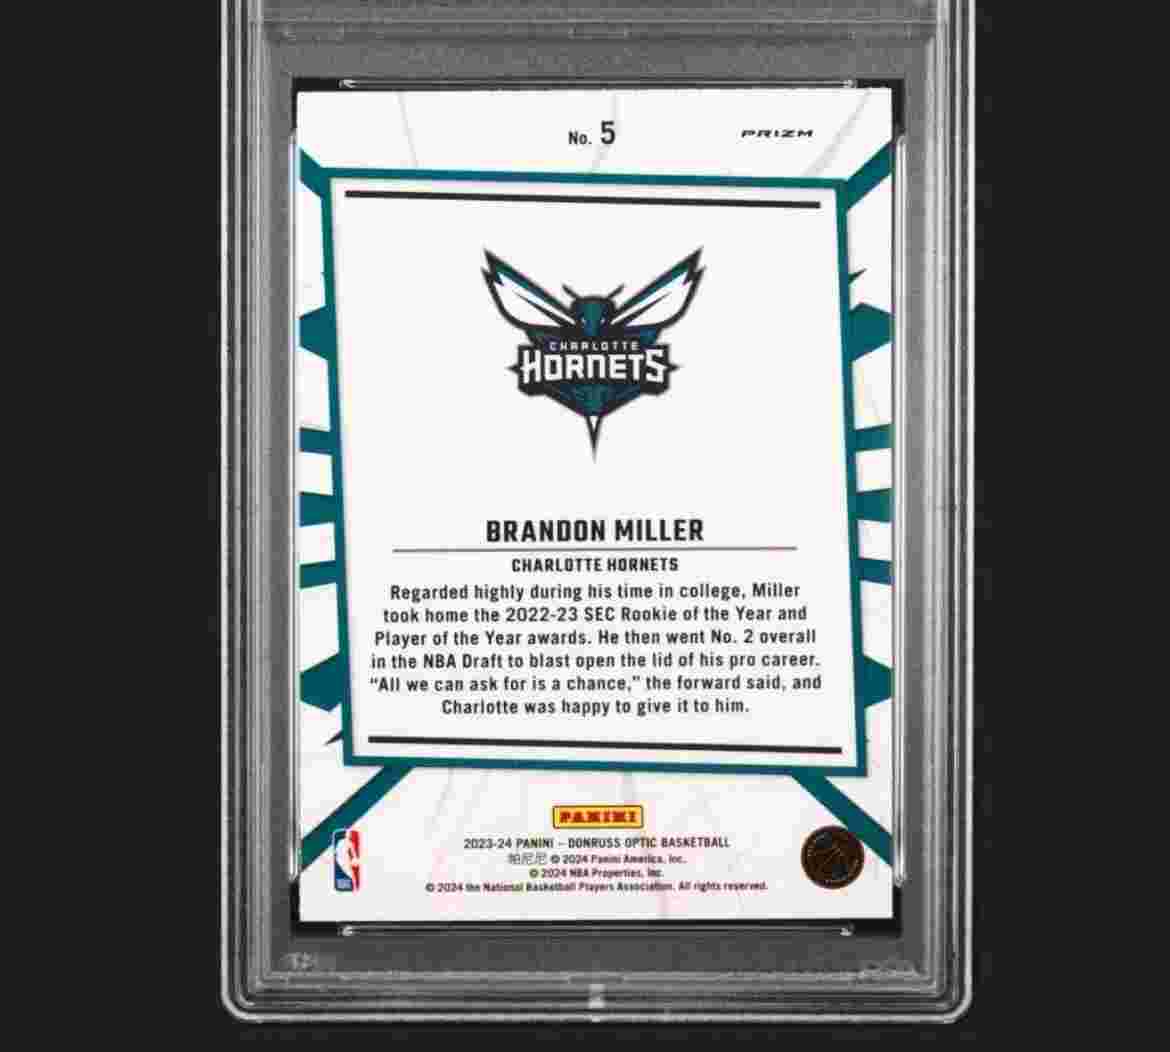 No. 5
PRIZM
CHARLOTTE
HORNETS
BRANDON MILLER
CHARLOTTE HORNETS
Regarded highly during his time in college, Miller
took home the 2022-23 SEC Rookie of the Year and
Player of the Year awards. He then went No. 2 overall
in the NBA Draft to blast open the lid of his pro career.
“All we can ask for is a chance,” the forward said, and
Charlotte was happy to give it to him.
PANINI
2023-24 PANINI – DONRUSS OPTIC BASKETBALL
帕尼尼 © 2024 Panini America, Inc.
© 2024 NBA Properties, Inc.
© 2024 the National Basketball Players Association. All rights reserved.